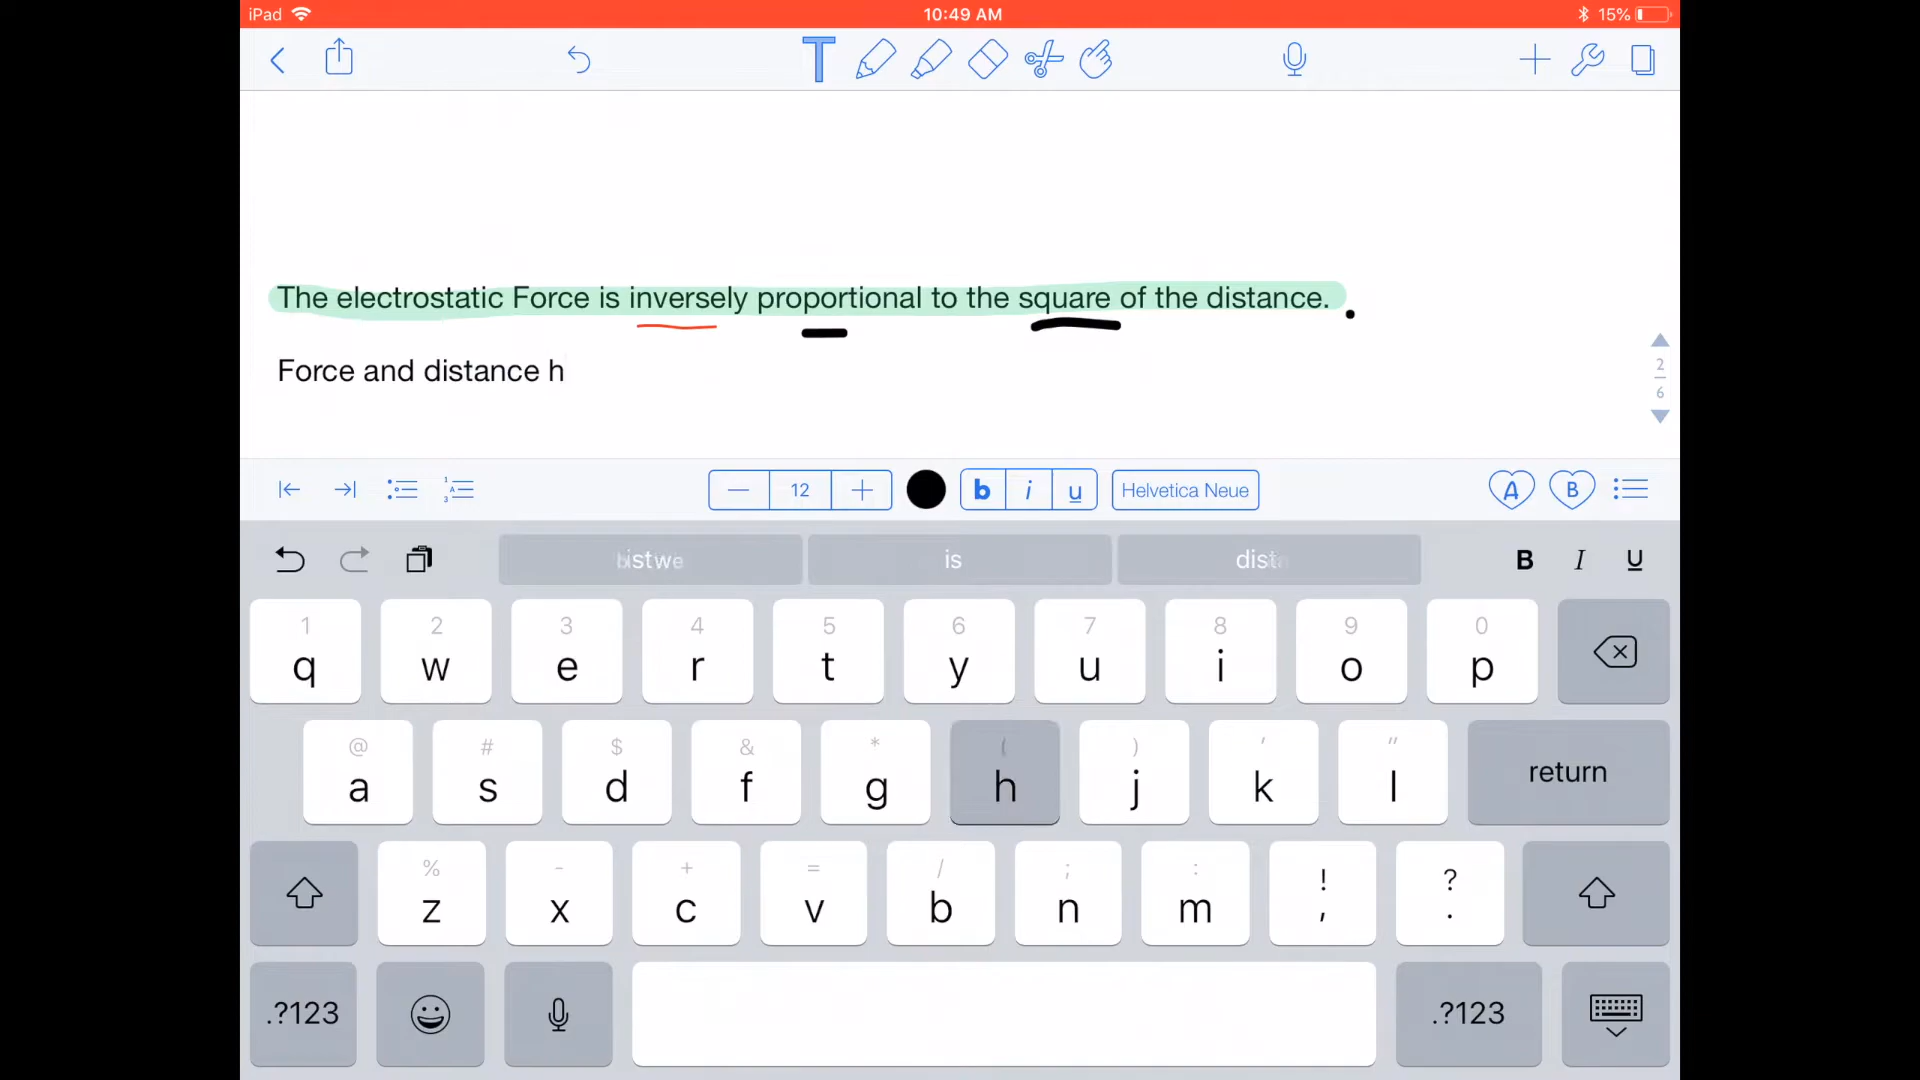 iPad 10:49 AM 15%
T
The electrostatic Force is inversely proportional to the square of the distance.
Force and distance h
2
6
12 b i u Helvetica Neue A B
is B I U
1 2 3 4 5 6 7 8 9 0
q w e r t y u i o p
@ # $ & * ( ) ' "
a s d f g h j k l return
% - + = / ; : ! ?
z x c v b n m , .
.?123 .?123